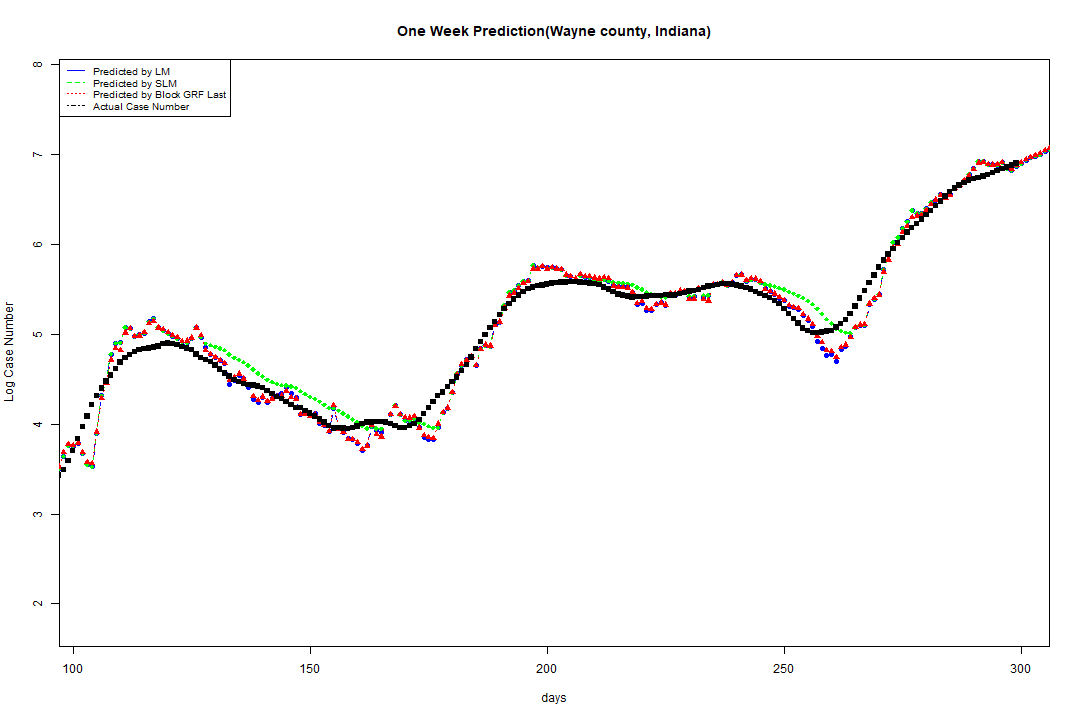 One Week Prediction(Wayne county, Indiana)
Predicted by LM
Predicted by SLM
Predicted by Block GRF Last
Actual Case Number
8
7
6
5
4
3
2
Log Case Number
100 150 200 250 300
days